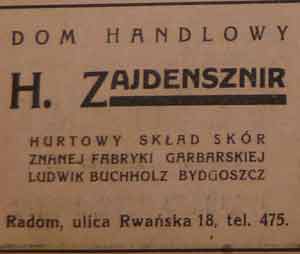 DOM HANDLOWY
H. ZAJDENSZNIR
HURTOWY SKŁAD SKÓR
ZNANEJ FABRYKI GARBARSKIEJ
LUDWIK BUCHHOLZ BYDGOSZCZ
Radom, ulica Rwańska 18, tel. 475.